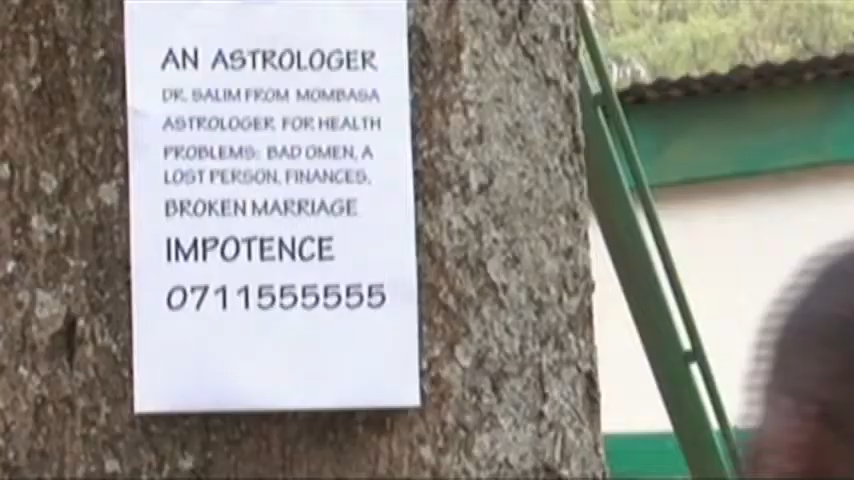 AN ASTROLOGER
DR. SALIM FROM MOMBASA
ASTROLOGER FOR HEALTH
PROBLEMS: BAD OMEN, A
LOST PERSON, FINANCES,
BROKEN MARRIAGE
IMPOTENCE
0711555555